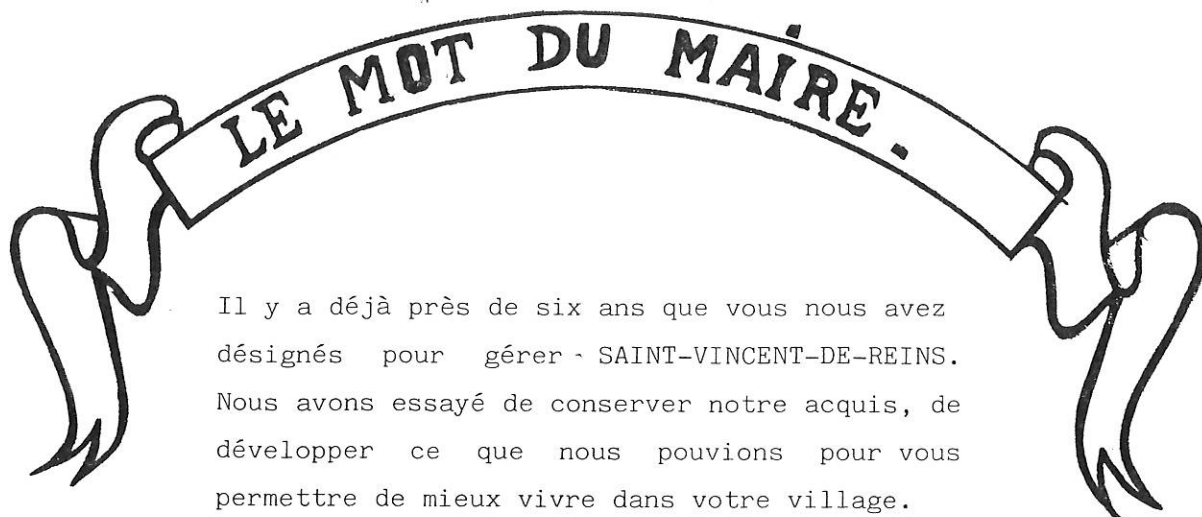 LE MOT DU MAIRE.
Il y a déjà près de six ans que vous nous avez
désignés pour gérer SAINT-VINCENT-DE-REINS.
Nous avons essayé de conserver notre acquis, de
développer ce que nous pouvions pour vous
permettre de mieux vivre dans votre village.